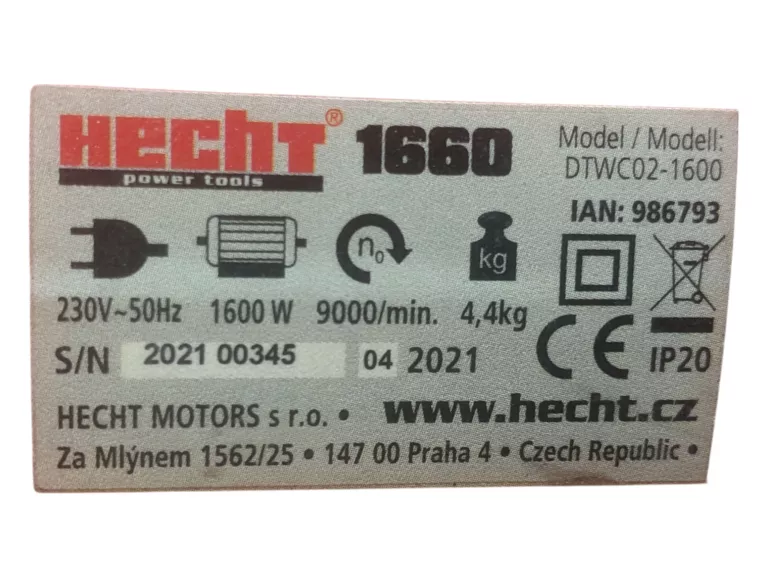 HECHT® 1660
power tools
Model / Modell:
DTWC02-1600
IAN: 986793
n₀
kg
230V~50Hz 1600 W 9000/min. 4,4kg
CE IP20
S/N 2021 00345 04 2021
HECHT MOTORS s r.o. • www.hecht.cz
Za Mlýnem 1562/25 • 147 00 Praha 4 • Czech Republic •